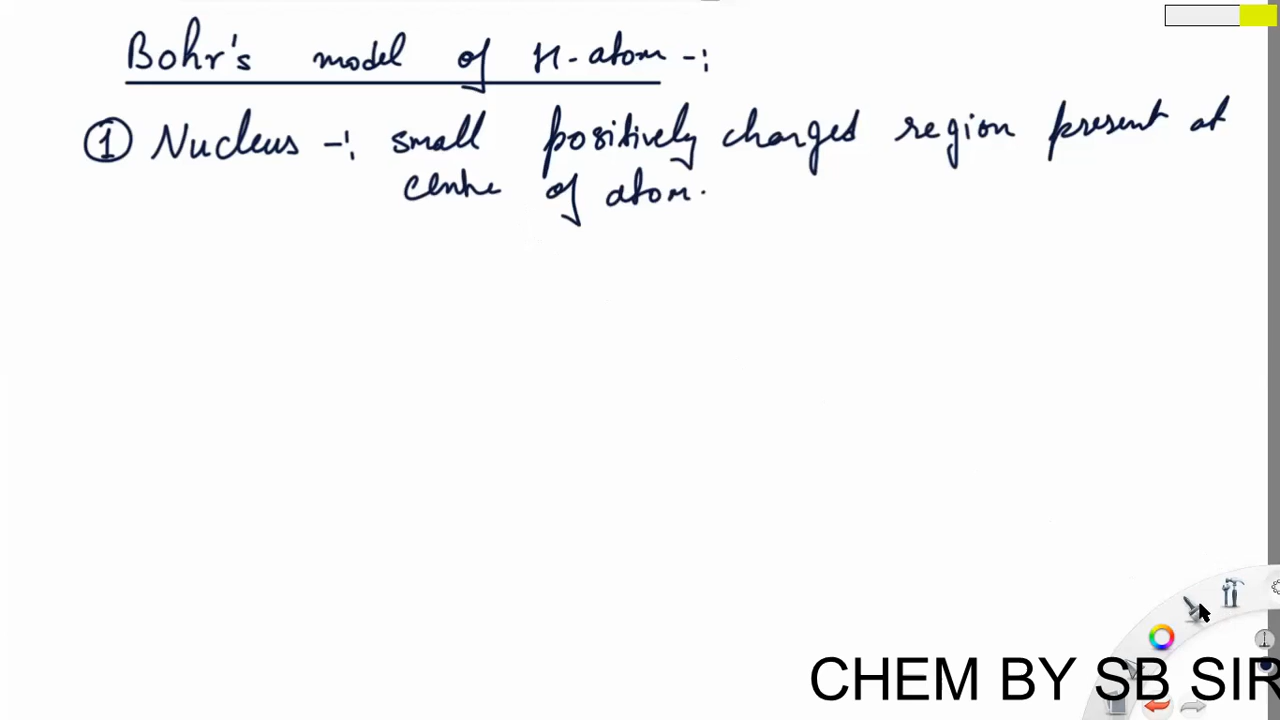 Bohr's model of H-atom -:
① Nucleus -: small positively charged region present at
centre of atom.
CHEM BY SB SIR